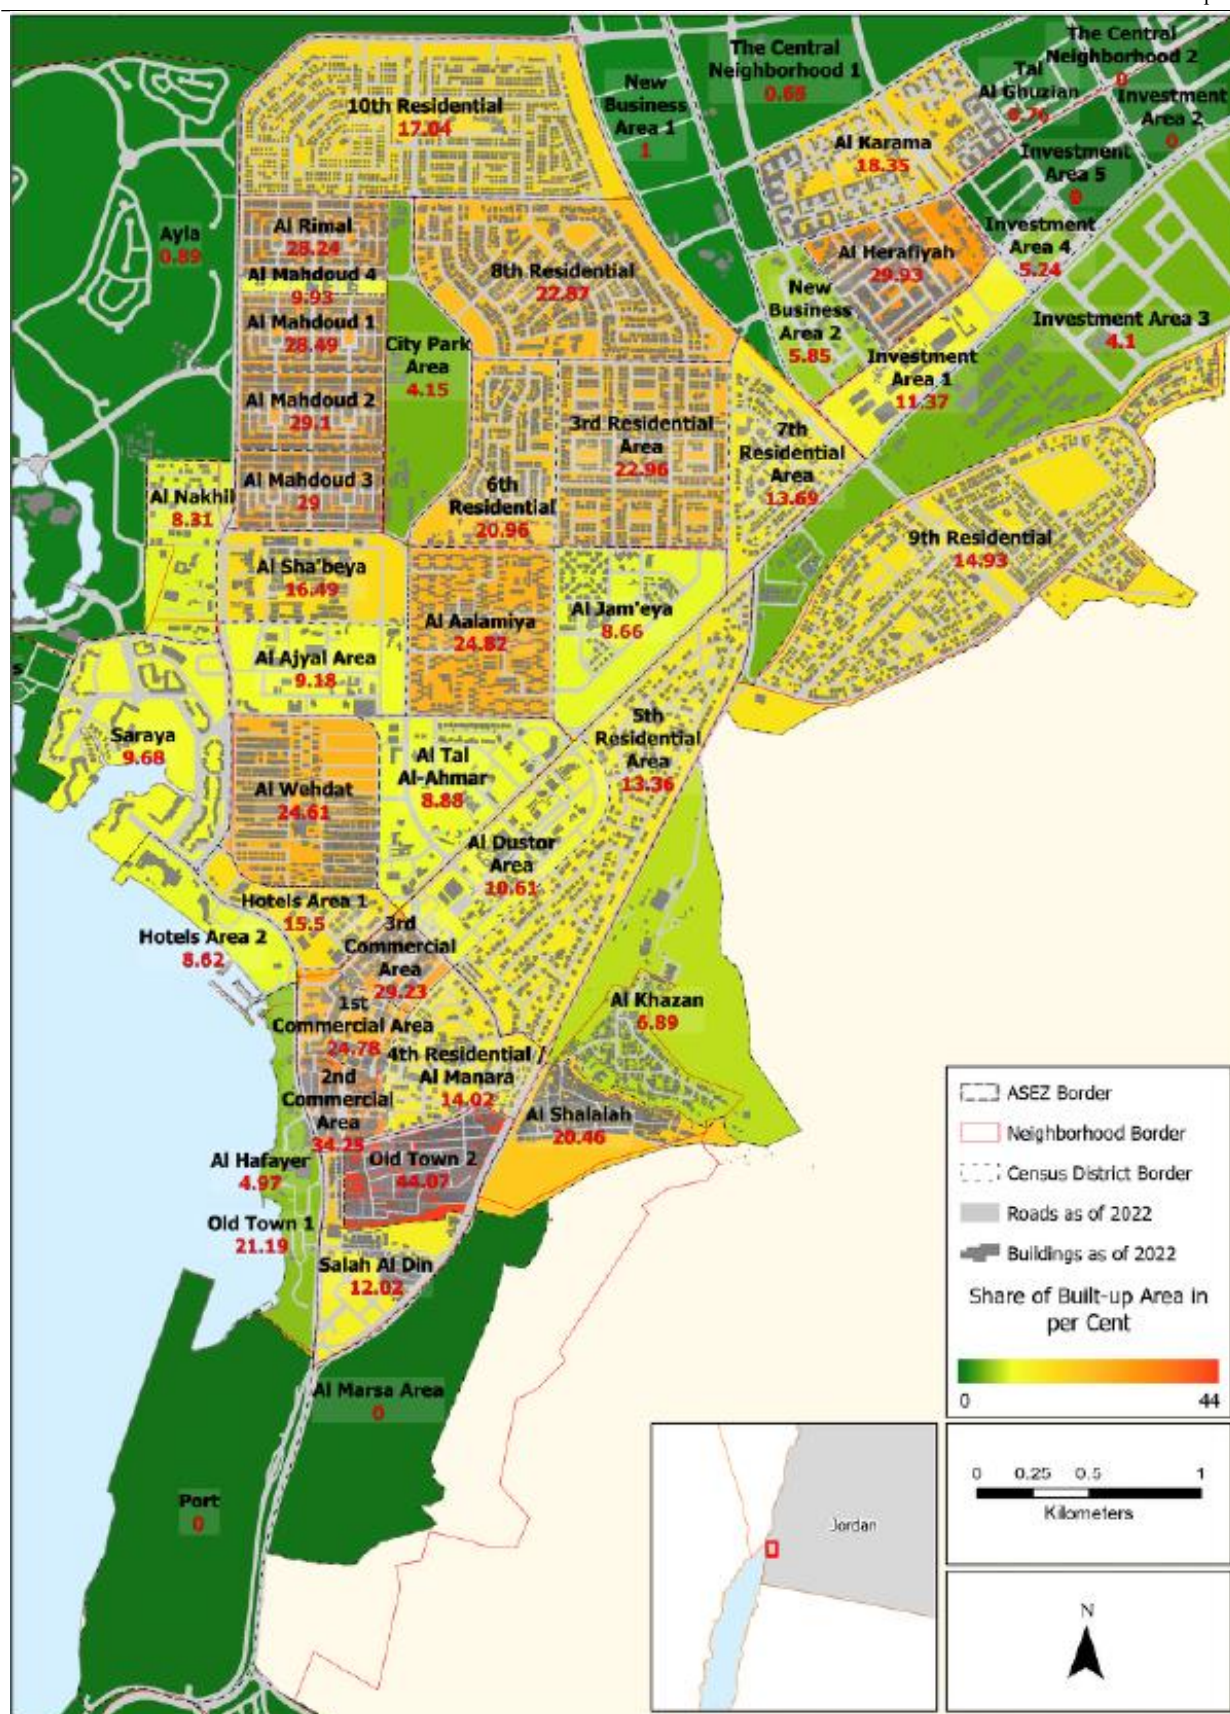 The Central
Neighborhood 2
0
The Central
Neighborhood 1
0.65
Tal
Al Ghuzian
0.76
New
Business
Area 1
1
Investment
Area 2
0
10th Residential
17.04
Al Karama
18.35
Investment
Area 5
0
Ayla
0.89
Al Rimal
28.24
8th Residential
22.87
Al Herafiyah
29.93
Investment
Area 4
5.24
Al Mahdoud 4
9.93
New
Business
Area 2
5.85
Al Mahdoud 1
28.49
City Park
Area
4.15
Investment Area 3
4.1
Investment
Area 1
11.37
Al Mahdoud 2
29.1
3rd Residential
Area
22.96
7th
Residential
Area
13.69
Al Mahdoud 3
29
Al Nakhil
8.31
6th
Residential
20.96
9th Residential
14.93
Al Sha'beya
16.49
Al Aalamiya
24.82
Al Jam'eya
8.66
Al Ajyal Area
9.18
s
Saraya
9.68
5th
Residential
Area
13.36
Al Tal
Al-Ahmar
8.88
Al Wehdat
24.61
Al Dustor
Area
10.61
Hotels Area 1
15.5
Hotels Area 2
8.62
3rd
Commercial
Area
29.23
1st
Commercial Area
24.78
Al Khazan
6.89
4th Residential
Al Manara
14.02
2nd
Commercial
Area
34.25
Al Shalalah
20.46
Al Hafayer
4.97
Old Town 2
44.07
Old Town 1
21.19
Salah Al Din
12.02
Al Marsa Area
0
Port
0
ASEZ Border
Neighborhood Border
Census District Border
Roads as of 2022
Buildings as of 2022
Share of Built-up Area in
per Cent
0 44
0 0.25 0.5 1
Kilometers
Jordan
N